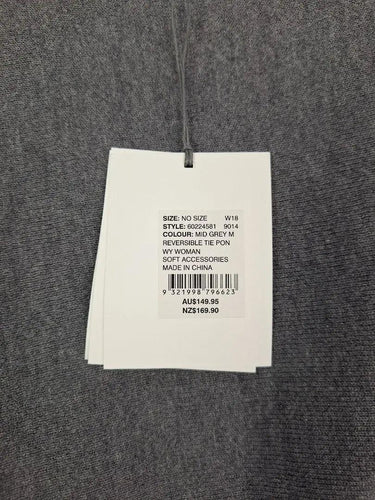 SIZE: NO SIZE W18
STYLE: 60224581 9014
COLOUR: MID GREY M
REVERSIBLE TIE PON
WY WOMAN
SOFT ACCESSORIES
MADE IN CHINA
9 321998 796623
AU$149.95
NZ$169.90